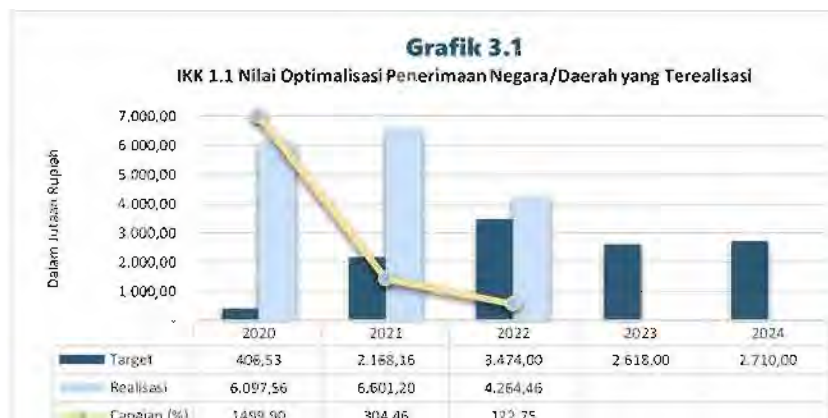 Grafik 3.1
IKK 1.1 Nilai Optimalisasi Penerimaan Negara/Daerah yang Terealisasi
Dalam Jutaan Rupiah
7.000,00
6 000,00
5 000,00
4.000,00
3.000,00
2.000,00
1 000,00
-
2020 2021 2022 2023 2024
Target 406,53 2.168,16 3.474,00 2 618,00 2.710,00
Realisasi 6.097,56 6.601,20 4.264,46
Capaian (%) 1499,90 304,46 122,75